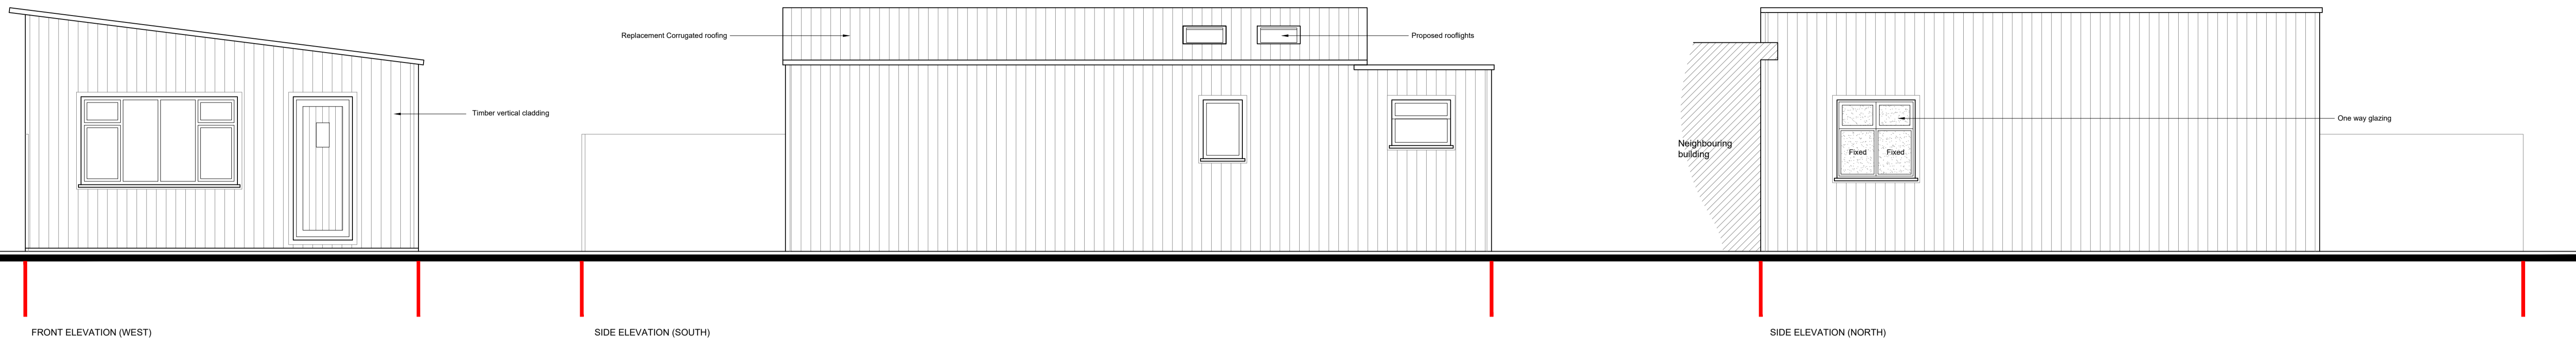 Timber vertical cladding
FRONT ELEVATION (WEST)
Replacement Corrugated roofing
Proposed rooflights
SIDE ELEVATION (SOUTH)
Neighbouring
building
Fixed Fixed
One way glazing
SIDE ELEVATION (NORTH)